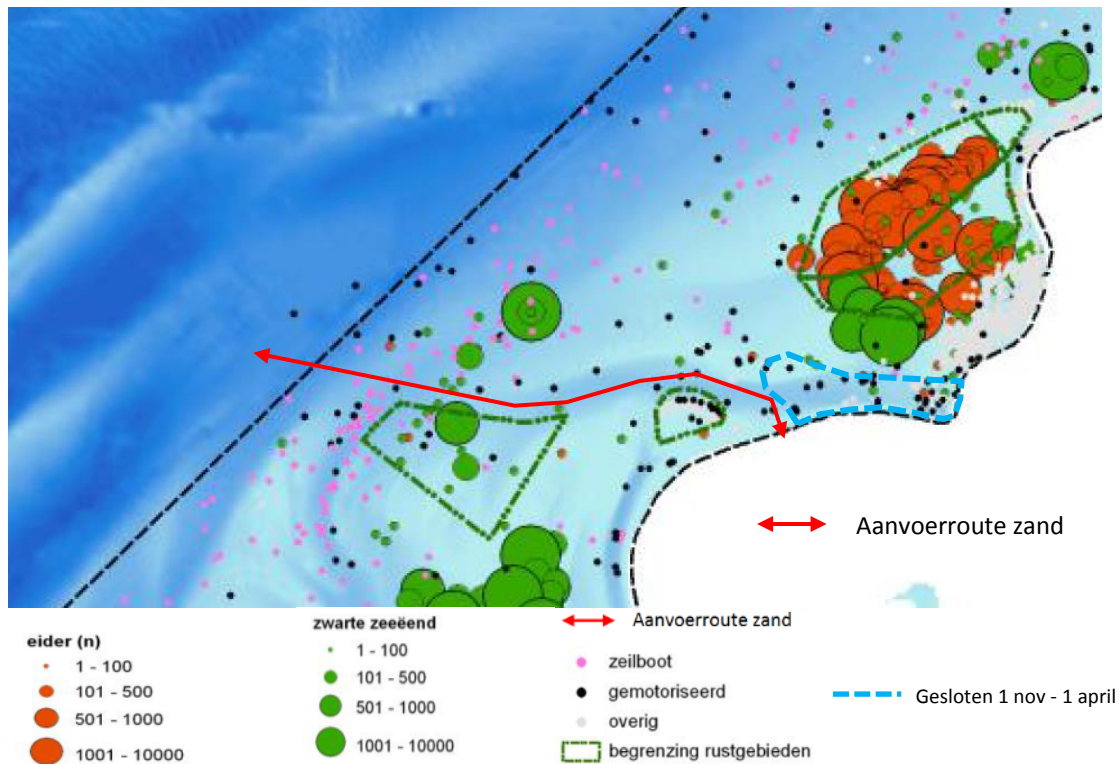 Aanvoerroute zand
eider (n)
1 - 100
101 - 500
501 - 1000
1001 - 10000
zwarte zeeëend
1 - 100
101 - 500
501 - 1000
1001 - 10000
Aanvoerroute zand
zeilboot
gemotoriseerd
overig
begrenzing rustgebieden
Gesloten 1 nov - 1 april